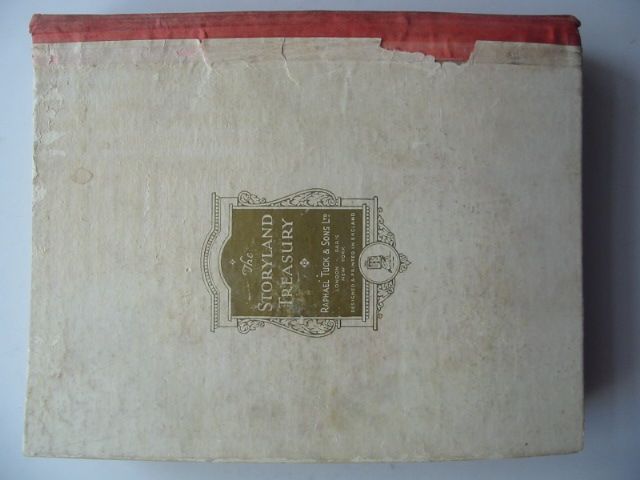 The
STORYLAND
TREASURY
RAPHAEL TUCK & SONS LTD
LONDON · PARIS
NEW YORK
DESIGNED & PRINTED IN ENGLAND